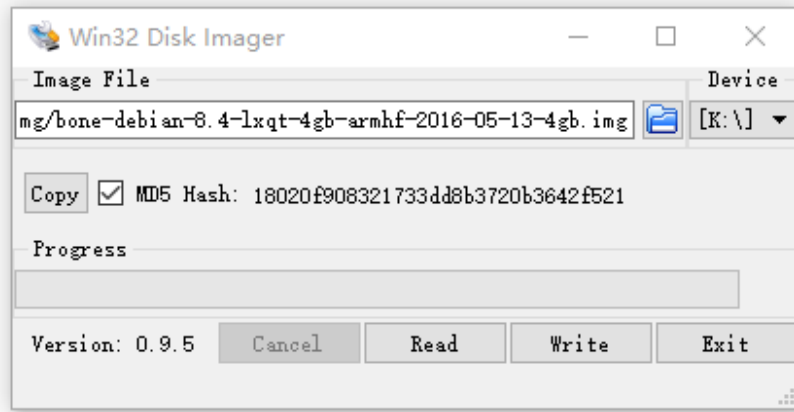 Win32 Disk Imager
Image File
Device
mg/bone-debian-8.4-lxqt-4gb-armhf-2016-05-13-4gb.img
[K:\]
Copy
MD5 Hash: 18020f908321733dd8b3720b3642f521
Progress
Version: 0.9.5
Cancel
Read
Write
Exit